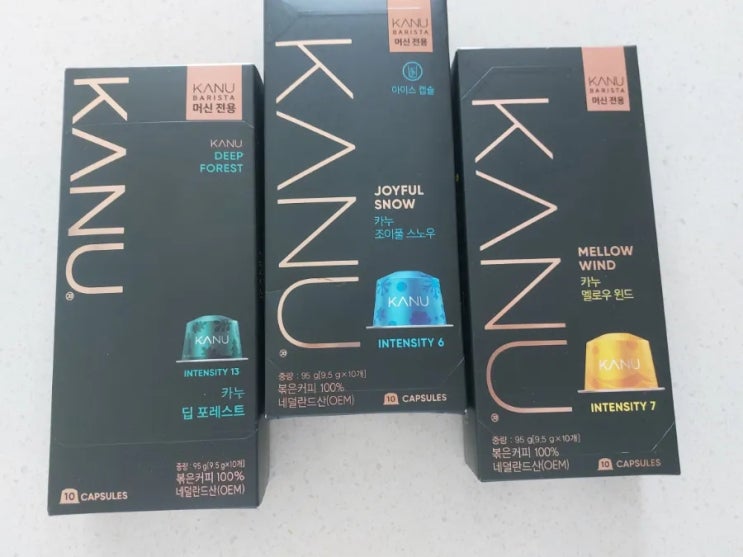 KANU
KANU
BARISTA
머신 전용
KANU
DEEP
FOREST
KANU
INTENSITY 13
카누
딥 포레스트
중량 : 95 g[9.5 g×10개]
볶은커피 100%
네덜란드산(OEM)
10 CAPSULES
KANU
KANU
BARISTA
머신 전용
아이스 캡슐
JOYFUL
SNOW
카누
조이풀 스노우
KANU
INTENSITY 6
중량 : 95 g[9.5 g×10개]
볶은커피 100%
네덜란드산(OEM)
10 CAPSULES
KANU
KANU
BARISTA
머신 전용
MELLOW
WIND
카누
멜로우 윈드
KANU
INTENSITY 7
중량 : 95 g[9.5 g×10개]
볶은커피 100%
네덜란드산(OEM)
10 CAPSULES